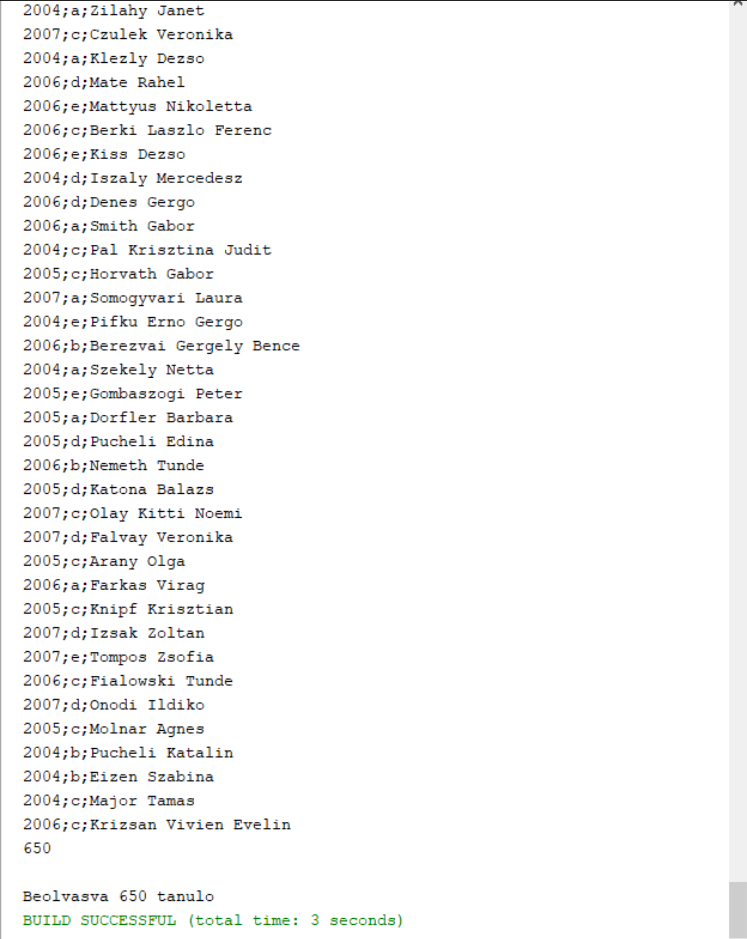 2004;a;Zilahy Janet
2007;c;Czulek Veronika
2004;a;Klezly Dezso
2006;d;Mate Rahel
2006;e;Mattyus Nikoletta
2006;c;Berki Laszlo Ferenc
2006;e;Kiss Dezso
2004;d;Iszaly Mercedesz
2006;d;Denes Gergo
2006;a;Smith Gabor
2004;c;Pal Krisztina Judit
2005;c;Horvath Gabor
2007;a;Somogyvari Laura
2004;e;Pifku Erno Gergo
2006;b;Berezvai Gergely Bence
2004;a;Szekely Netta
2005;e;Gombaszogi Peter
2005;a;Dorfler Barbara
2005;d;Pucheli Edina
2006;b;Nemeth Tunde
2005;d;Katona Balazs
2007;c;Olay Kitti Noemi
2007;d;Falvay Veronika
2005;c;Arany Olga
2006;a;Farkas Virag
2005;c;Knipf Krisztian
2007;d;Izsak Zoltan
2007;e;Tompos Zsofia
2006;c;Fialowski Tunde
2007;d;Onodi Ildiko
2005;c;Molnar Agnes
2004;b;Pucheli Katalin
2004;b;Eizen Szabina
2004;c;Major Tamas
2006;c;Krizsan Vivien Evelin
650
Beolvasva 650 tanulo
BUILD SUCCESSFUL (total time: 3 seconds)